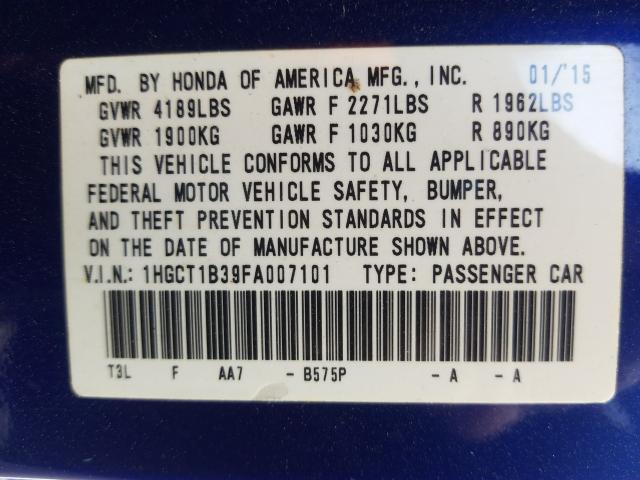 MFD. BY HONDA OF AMERICA MFG., INC. 01/'15
GVWR 4189LBS GAWR F 2271LBS R 1962LBS
GVWR 1900KG GAWR F 1030KG R 890KG
THIS VEHICLE CONFORMS TO ALL APPLICABLE
FEDERAL MOTOR VEHICLE SAFETY, BUMPER,
AND THEFT PREVENTION STANDARDS IN EFFECT
ON THE DATE OF MANUFACTURE SHOWN ABOVE.
V.I.N.: 1HGCT1B39FA007101 TYPE: PASSENGER CAR
T3L F AA7 - B575P - A - A